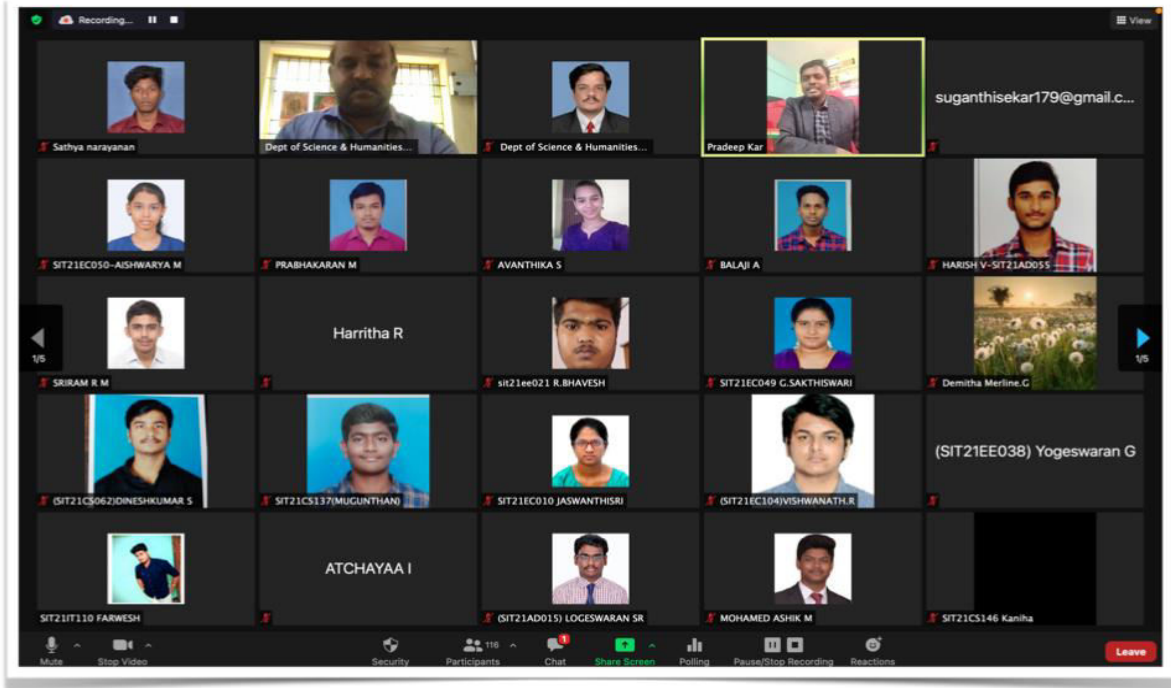 Recording...
View
Sathya narayanan
Dept of Science & Humanities...
Dept of Science & Humanities...
Pradeep Kar
suganthisekar179@gmail.c...
SIT21EC050-AISHWARYA M
PRABHAKARAN M
AVANTHIKA S
BALAJI A
HARISH V-SIT21AD055
1/5
SRIRAM R M
Harritha R
sit21ee021 R.BHAVESH
SIT21EC049 G.SAKTHISWARI
Demitha Merline.G
1/5
(SIT21CS062)DINESHKUMAR S
SIT21CS137(MUGUNTHAN)
SIT21EC010 JASWANTHISRI
(SIT21EC104)VISHWANATH.R
(SIT21EE038) Yogeswaran G
SIT21IT110 FARWESH
ATCHAYAA I
(SIT21AD015) LOGESWARAN SR
MOHAMED ASHIK M
SIT21CS146 Kaniha
Mute
Stop Video
Security
116
Participants
1
Chat
Share Screen
Polling
Pause/Stop Recording
Reactions
Leave